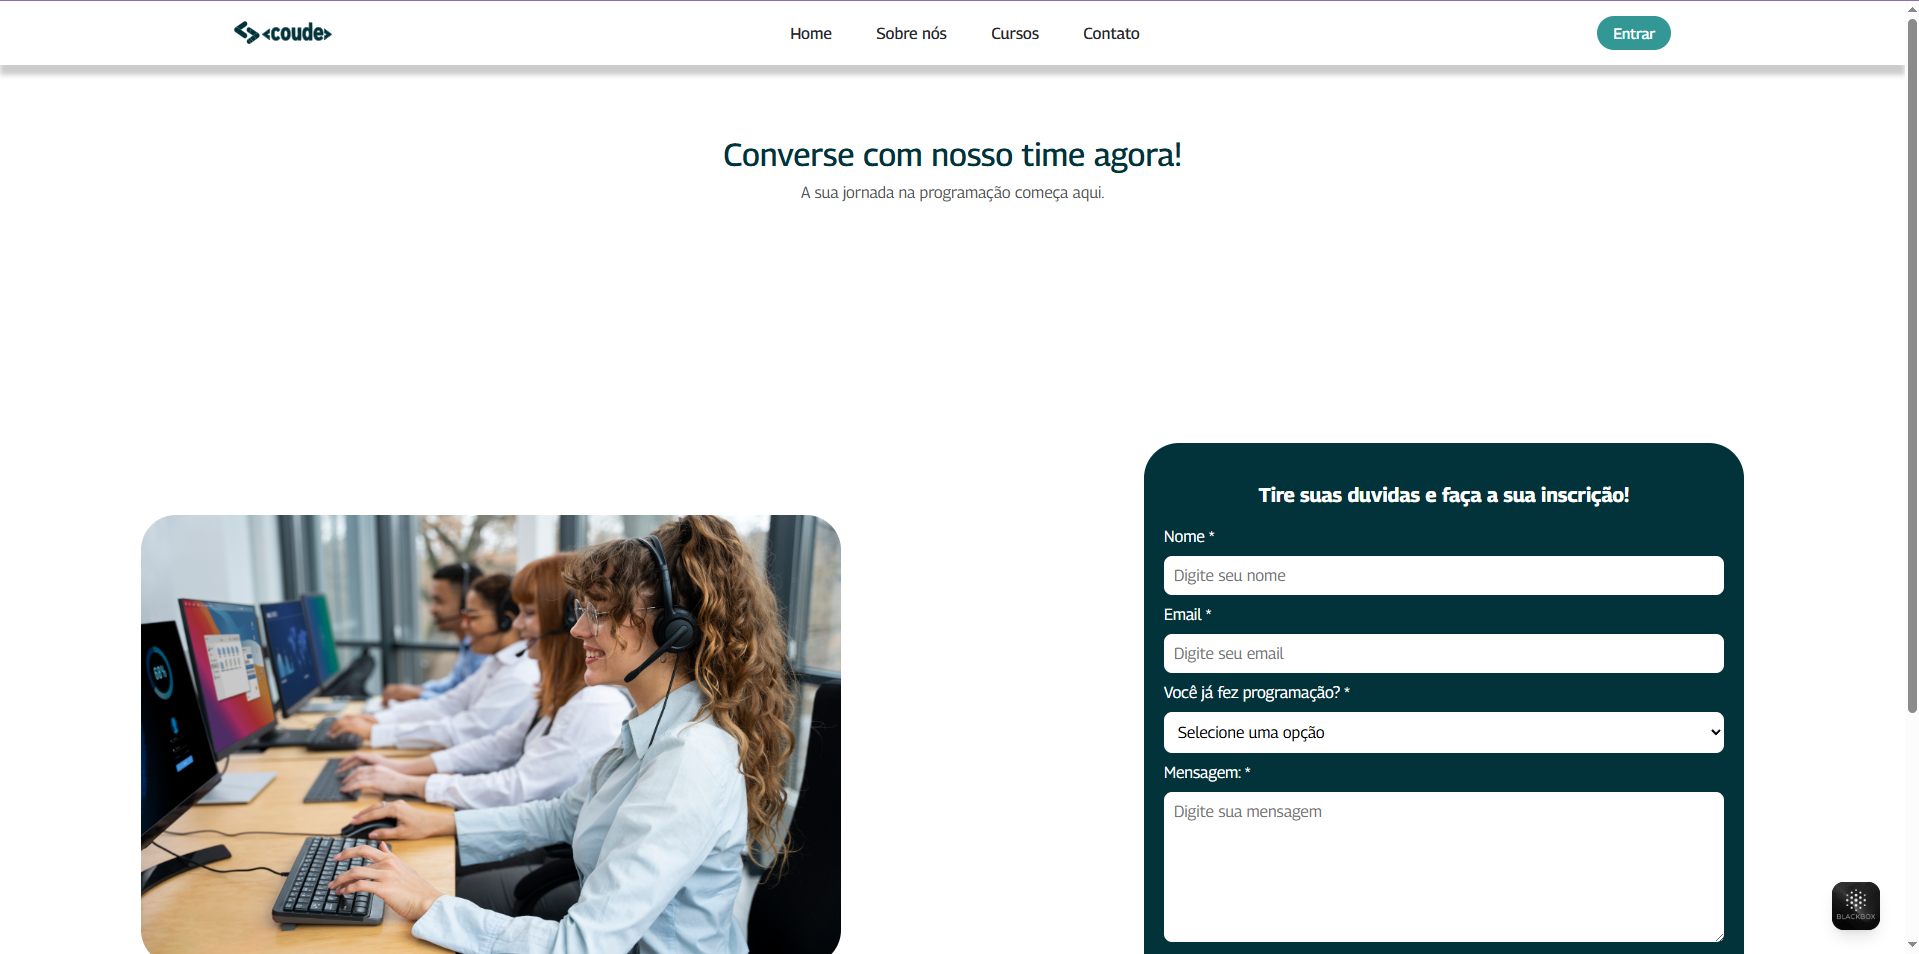 <coude>
Home
Sobre nós
Cursos
Contato
Entrar
Converse com nosso time agora!
A sua jornada na programação começa aqui.
Tire suas duvidas e faça a sua inscrição!
Nome *
Digite seu nome
Email *
Digite seu email
Você já fez programação? *
Selecione uma opção
Mensagem: *
Digite sua mensagem
68%
BLACKBOX